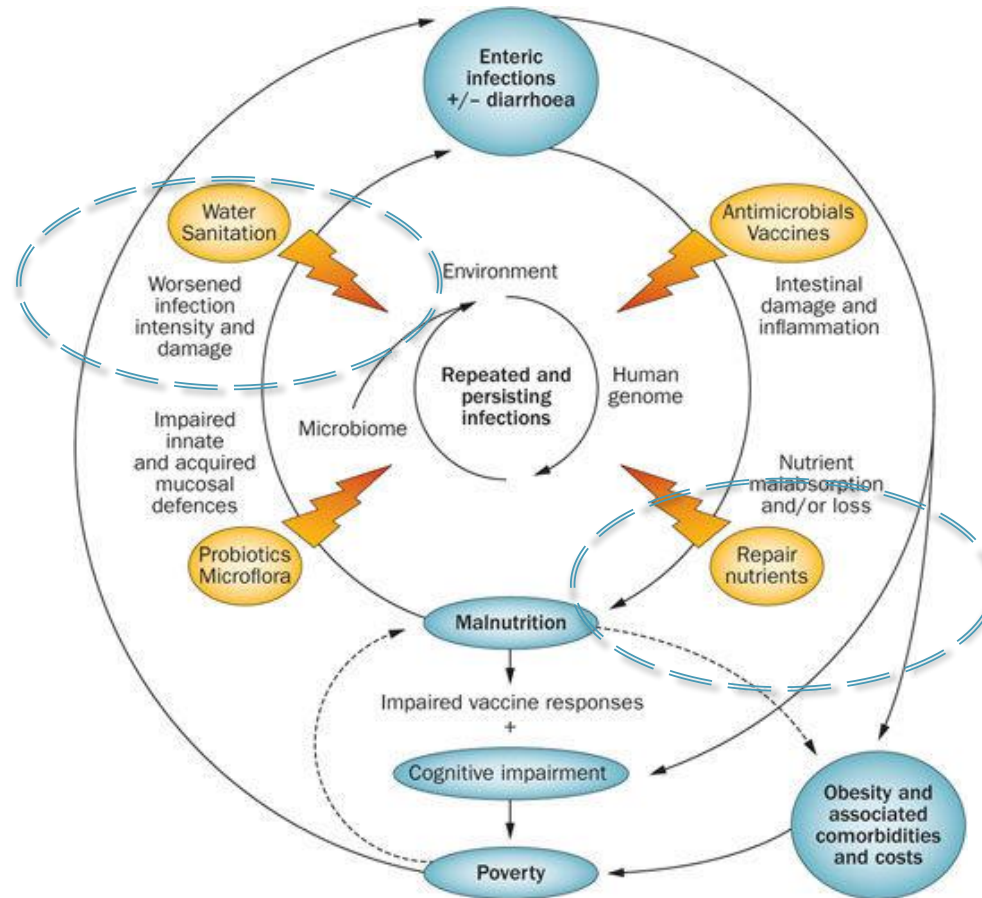 Enteric
infections
+/– diarrhoea
Water
Sanitation
Antimicrobials
Vaccines
Worsened
infection
intensity and
damage
Environment
Intestinal
damage and
inflammation
Repeated and
persisting
infections
Human
genome
Microbiome
Impaired
innate
and acquired
mucosal
defences
Nutrient
malabsorption
and/or loss
Probiotics
Microflora
Repair
nutrients
Malnutrition
Impaired vaccine responses
+
Cognitive impairment
Obesity and
associated
comorbidities
and costs
Poverty